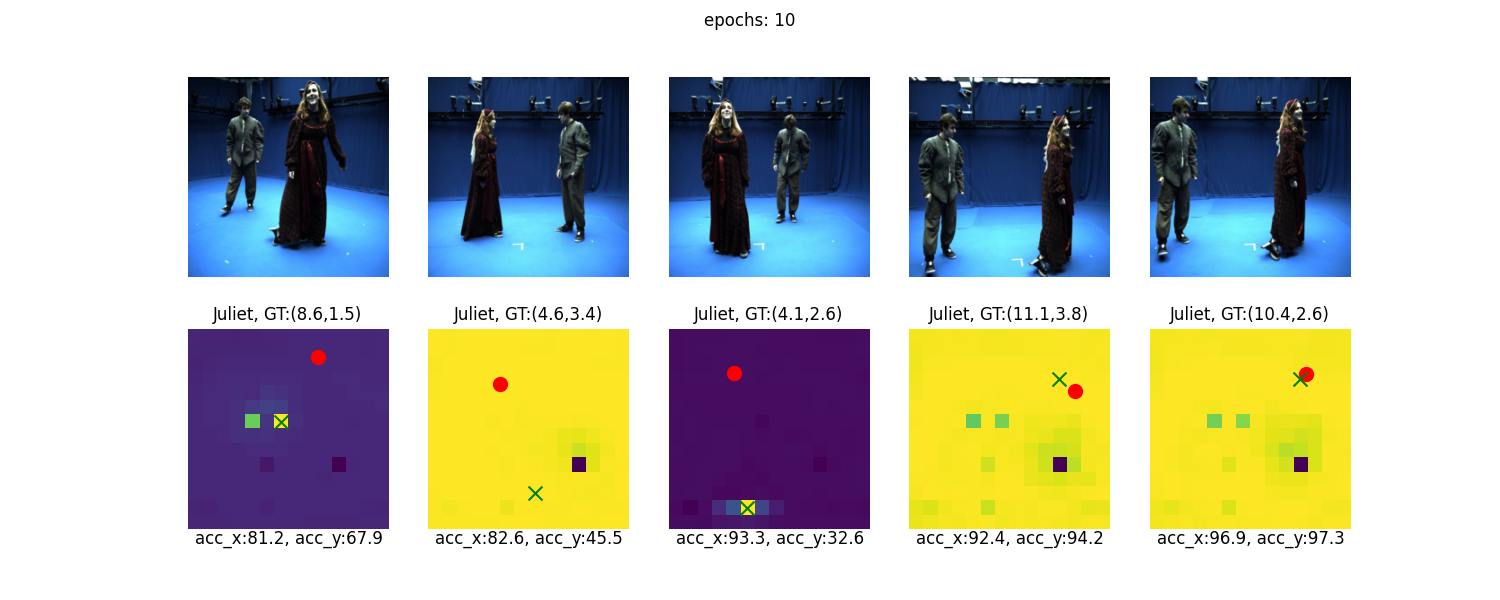 epochs: 10
Juliet, GT:(8.6,1.5)
Juliet, GT:(4.6,3.4)
Juliet, GT:(4.1,2.6)
Juliet, GT:(11.1,3.8)
Juliet, GT:(10.4,2.6)
acc_x:81.2, acc_y:67.9
acc_x:82.6, acc_y:45.5
acc_x:93.3, acc_y:32.6
acc_x:92.4, acc_y:94.2
acc_x:96.9, acc_y:97.3